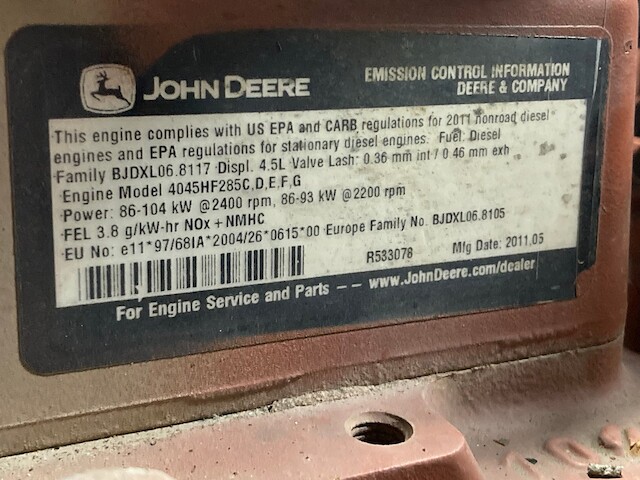 JOHN DEERE
EMISSION CONTROL INFORMATION
DEERE & COMPANY
This engine complies with US EPA and CARB regulations for 2011 nonroad diesel
engines and EPA regulations for stationary diesel engines. Fuel: Diesel
Family BJDXL06.8117 Displ. 4.5L Valve Lash: 0.36 mm int / 0.46 mm exh
Engine Model 4045HF285C,D,E,F,G
Power: 86-104 kW @2400 rpm, 86-93 kW @2200 rpm
FEL 3.8 g/kW-hr NOx + NMHC
EU No: e11*97/68IA*2004/26*0615*00 Europe Family No. BJDXL06.8105
R533078 Mfg Date: 2011.05
For Engine Service and Parts -- www.JohnDeere.com/dealer